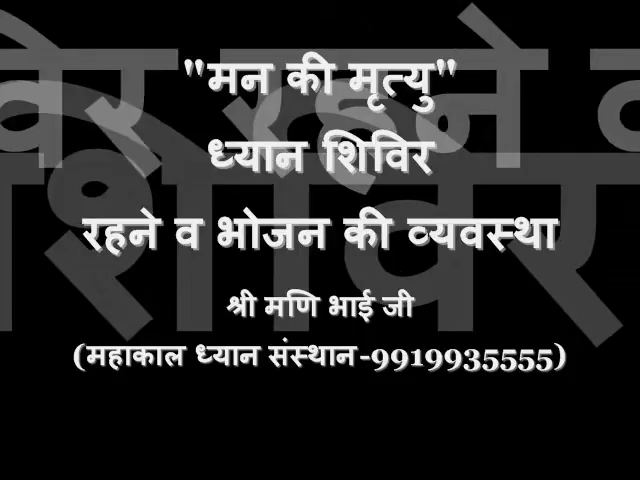 "मन की मृत्यु"
ध्यान शिविर
रहने व भोजन की व्यवस्था
श्री मणि भाई जी
(महाकाल ध्यान संस्थान-9919935555)